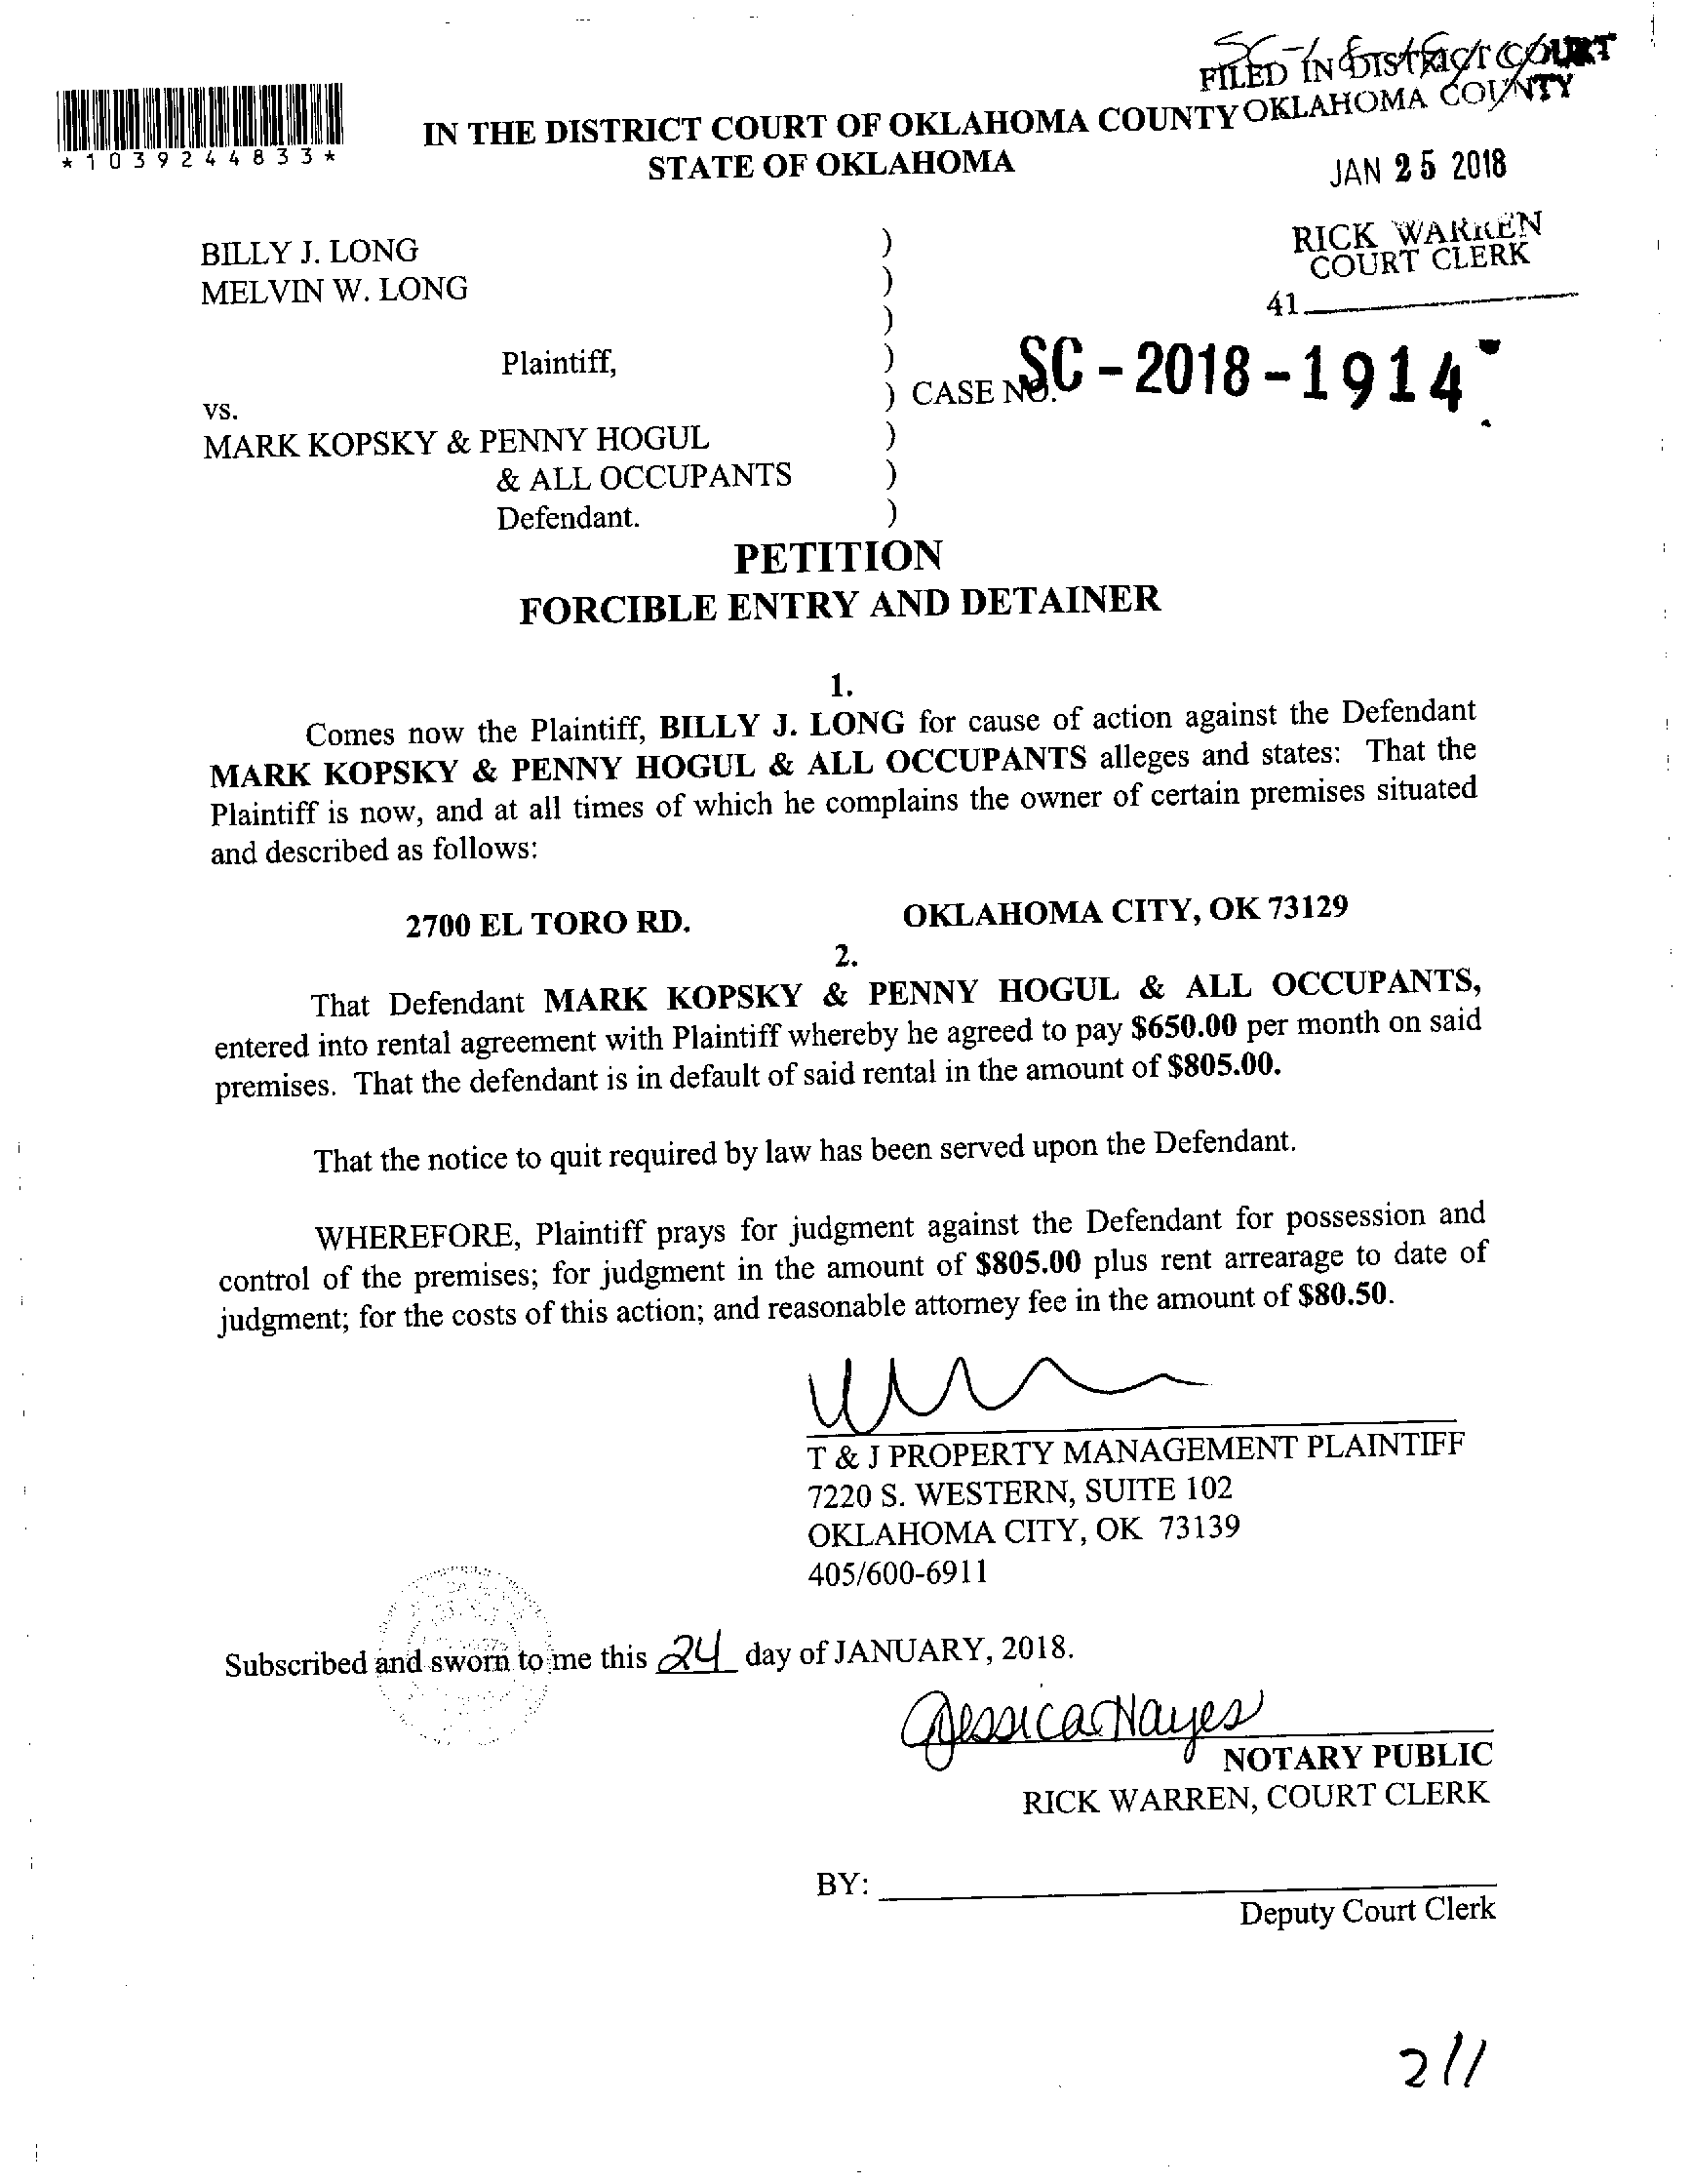 FILED IN DISTRICT COURT
OKLAHOMA COUNTY
*1039244833*
IN THE DISTRICT COURT OF OKLAHOMA COUNTY
STATE OF OKLAHOMA
JAN 25 2018
RICK WARREN
COURT CLERK
41
BILLY J. LONG )
MELVIN W. LONG )
)
Plaintiff, )
) CASE NO. SC-2018-1914
vs.
MARK KOPSKY & PENNY HOGUL )
& ALL OCCUPANTS )
Defendant. )
PETITION
FORCIBLE ENTRY AND DETAINER
1.
Comes now the Plaintiff, BILLY J. LONG for cause of action against the Defendant
MARK KOPSKY & PENNY HOGUL & ALL OCCUPANTS alleges and states: That the
Plaintiff is now, and at all times of which he complains the owner of certain premises situated
and described as follows:
2700 EL TORO RD. OKLAHOMA CITY, OK 73129
2.
That Defendant MARK KOPSKY & PENNY HOGUL & ALL OCCUPANTS,
entered into rental agreement with Plaintiff whereby he agreed to pay $650.00 per month on said
premises. That the defendant is in default of said rental in the amount of $805.00.
That the notice to quit required by law has been served upon the Defendant.
WHEREFORE, Plaintiff prays for judgment against the Defendant for possession and
control of the premises; for judgment in the amount of $805.00 plus rent arrearage to date of
judgment; for the costs of this action; and reasonable attorney fee in the amount of $80.50.
T & J PROPERTY MANAGEMENT PLAINTIFF
7220 S. WESTERN, SUITE 102
OKLAHOMA CITY, OK 73139
405/600-6911
Subscribed and sworn to me this 24 day of JANUARY, 2018.
Jessica Hayes
NOTARY PUBLIC
RICK WARREN, COURT CLERK
BY:
Deputy Court Clerk
211